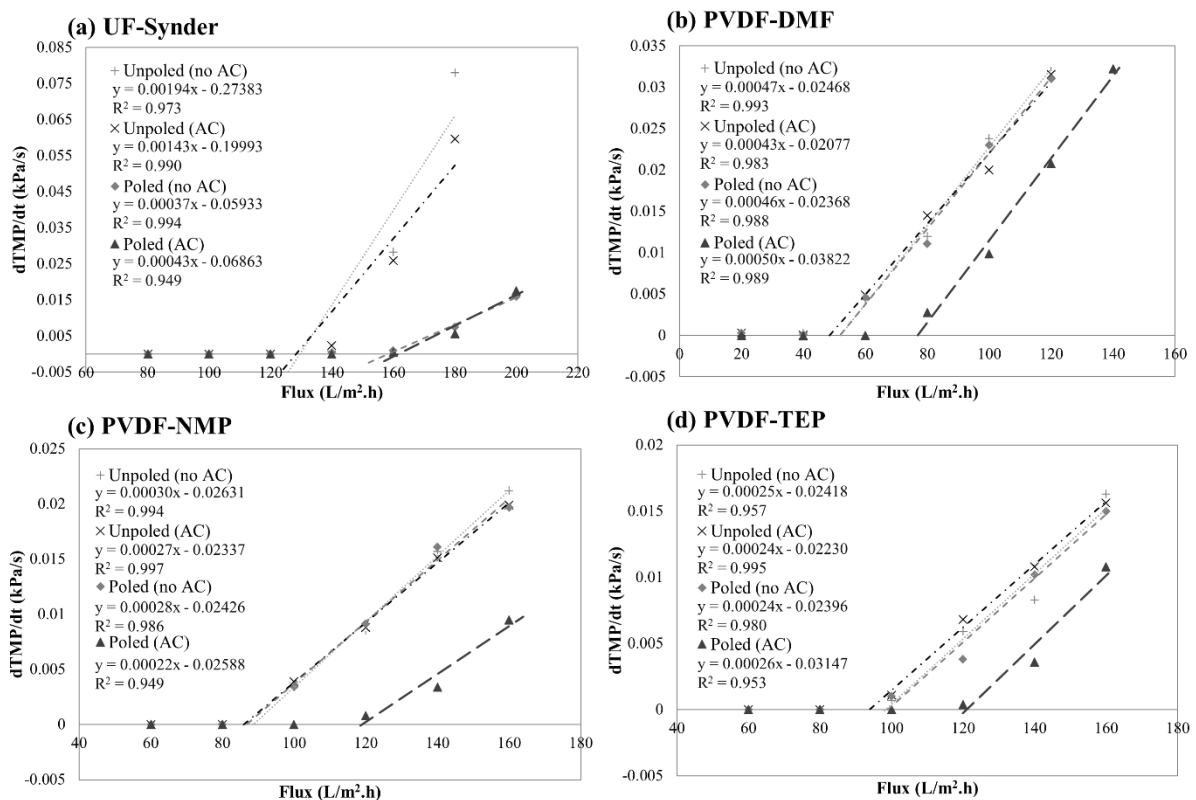 (a) UF-Synder
dTMP/dt (kPa/s)
0.085
0.075
0.065
0.055
0.045
0.035
0.025
0.015
0.005
-0.005
+ Unpoled (no AC)
y = 0.00194x - 0.27383
R² = 0.973
× Unpoled (AC)
y = 0.00143x - 0.19993
R² = 0.990
◆ Poled (no AC)
y = 0.00037x - 0.05933
R² = 0.994
▲ Poled (AC)
y = 0.00043x - 0.06863
R² = 0.949
60 80 100 120 140 160 180 200 220
Flux (L/m².h)
(b) PVDF-DMF
dTMP/dt (kPa/s)
0.035
0.03
0.025
0.02
0.015
0.01
0.005
0
-0.005
+ Unpoled (no AC)
y = 0.00047x - 0.02468
R² = 0.993
× Unpoled (AC)
y = 0.00043x - 0.02077
R² = 0.983
◆ Poled (no AC)
y = 0.00046x - 0.02368
R² = 0.988
▲ Poled (AC)
y = 0.00050x - 0.03822
R² = 0.989
0 20 40 60 80 100 120 140 160
Flux (L/m².h)
(c) PVDF-NMP
dTMP/dt (kPa/s)
0.025
0.02
0.015
0.01
0.005
0
-0.005
+ Unpoled (no AC)
y = 0.00030x - 0.02631
R² = 0.994
× Unpoled (AC)
y = 0.00027x - 0.02337
R² = 0.997
◆ Poled (no AC)
y = 0.00028x - 0.02426
R² = 0.986
▲ Poled (AC)
y = 0.00022x - 0.02588
R² = 0.949
40 60 80 100 120 140 160 180
Flux (L/m².h)
(d) PVDF-TEP
dTMP/dt (kPa/s)
0.02
0.015
0.01
0.005
0
-0.005
+ Unpoled (no AC)
y = 0.00025x - 0.02418
R² = 0.957
× Unpoled (AC)
y = 0.00024x - 0.02230
R² = 0.995
◆ Poled (no AC)
y = 0.00024x - 0.02396
R² = 0.980
▲ Poled (AC)
y = 0.00026x - 0.03147
R² = 0.953
40 60 80 100 120 140 160 180
Flux (L/m².h)